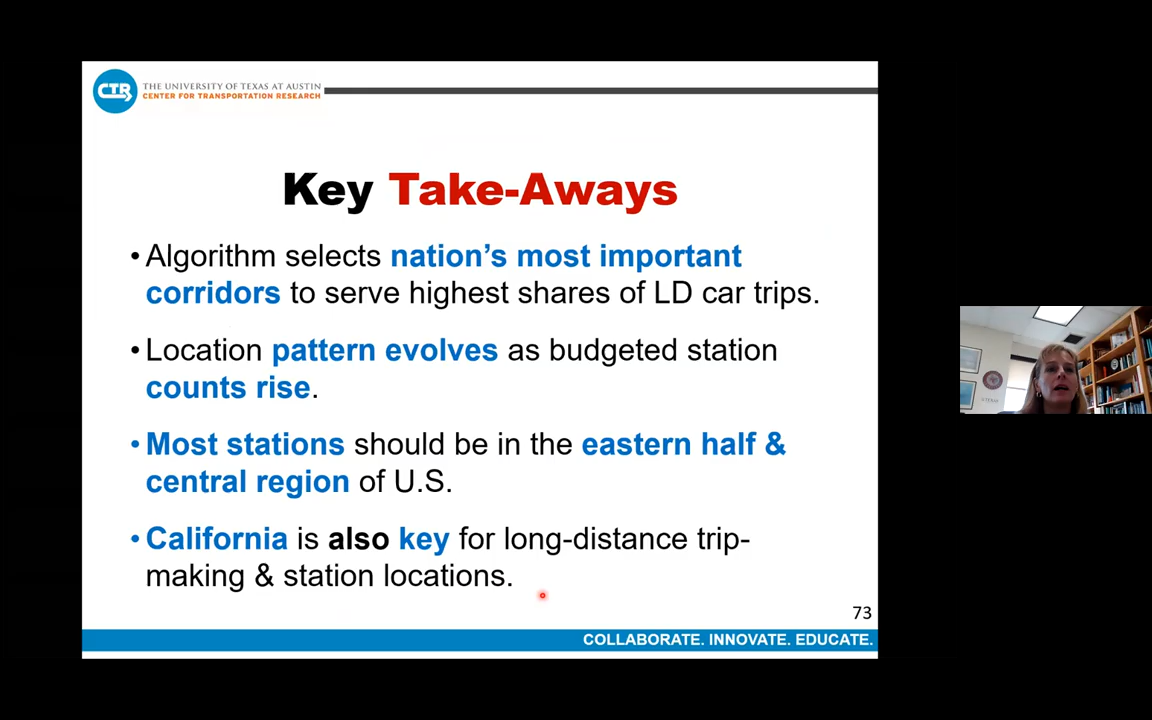 CTR
THE UNIVERSITY OF TEXAS AT AUSTIN
CENTER FOR TRANSPORTATION RESEARCH
Key Take-Aways
•Algorithm selects nation’s most important
corridors to serve highest shares of LD car trips.
•Location pattern evolves as budgeted station
counts rise.
•Most stations should be in the eastern half &
central region of U.S.
•California is also key for long-distance trip-
making & station locations.
73
COLLABORATE. INNOVATE. EDUCATE.